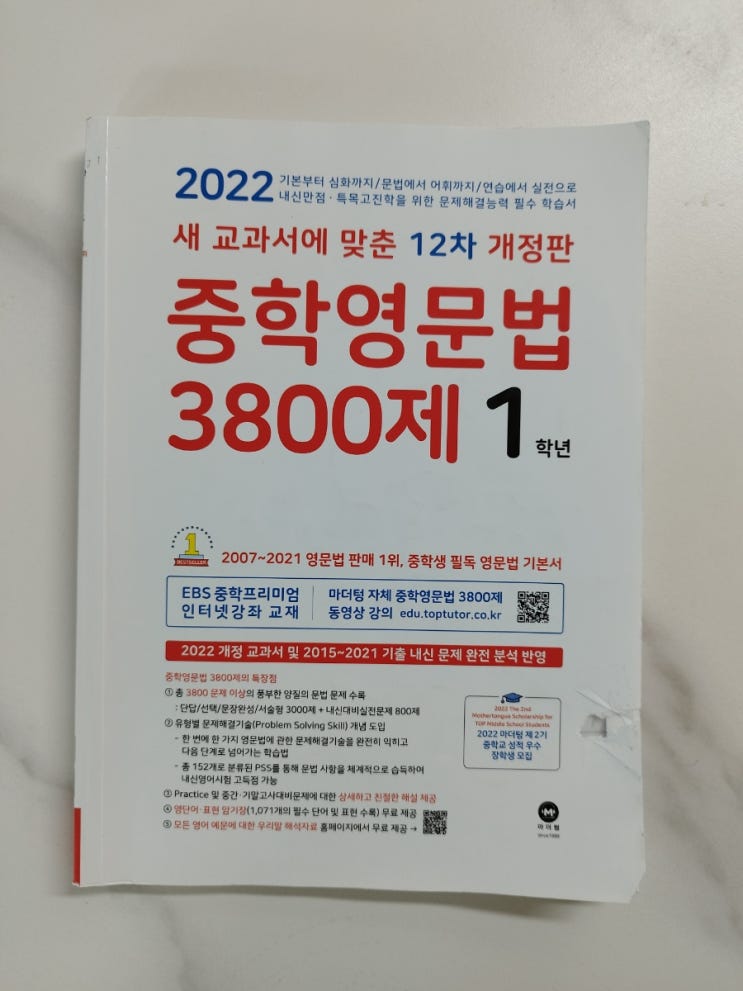 2022
기본부터 심화까지/문법에서 어휘까지/연습에서 실전으로
내신만점·특목고진학을 위한 문제해결능력 필수 학습서
새 교과서에 맞춘 12차 개정판
중학영문법
3800제 1 학년
1
BESTSELLER
2007~2021 영문법 판매 1위, 중학생 필독 영문법 기본서
EBS 중학프리미엄
인터넷강좌 교재
마더텅 자체 중학영문법 3800제
동영상 강의 edu.toptutor.co.kr
2022 개정 교과서 및 2015~2021 기출 내신 문제 완전 분석 반영
중학영문법 3800제의 특장점
① 총 3800 문제 이상의 풍부한 양질의 문법 문제 수록
: 단답/선택/문장완성/서술형 3000제 + 내신대비실전문제 800제
② 유형별 문제해결기술(Problem Solving Skill) 개념 도입
- 한 번에 한 가지 영문법에 관한 문제해결기술을 완전히 익히고
다음 단계로 넘어가는 학습법
- 총 152개로 분류된 PSS를 통해 문법 사항을 체계적으로 습득하여
내신영어시험 고득점 가능
③ Practice 및 중간·기말고사대비문제에 대한 상세하고 친절한 해설 제공
④ 영단어·표현 암기장(1,071개의 필수 단어 및 표현 수록) 무료 제공
⑤ 모든 영어 예문에 대한 우리말 해석자료 홈페이지에서 무료 제공 →
2022 The 2nd
Mothertongue Scholarship for
TOP Middle School Students
2022 마더텅 제2기
중학교 성적 우수
장학생 모집
M
마더텅
since 1999